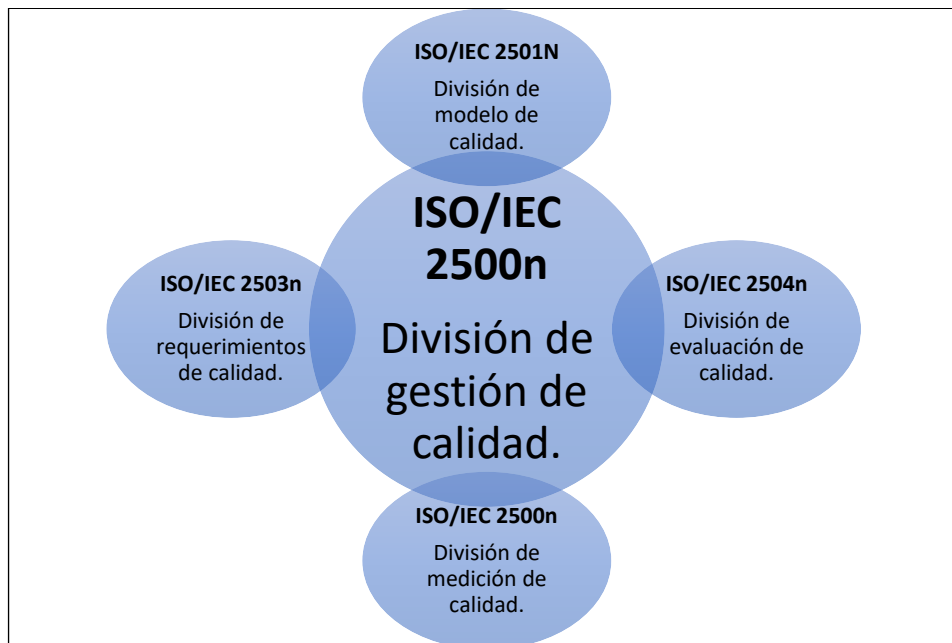 ISO/IEC 2501N
División de
modelo de
calidad.
ISO/IEC
2500n
División de
gestión de
calidad.
ISO/IEC 2503n
División de
requerimientos
de calidad.
ISO/IEC 2504n
División de
evaluación de
calidad.
ISO/IEC 2500n
División de
medición de
calidad.